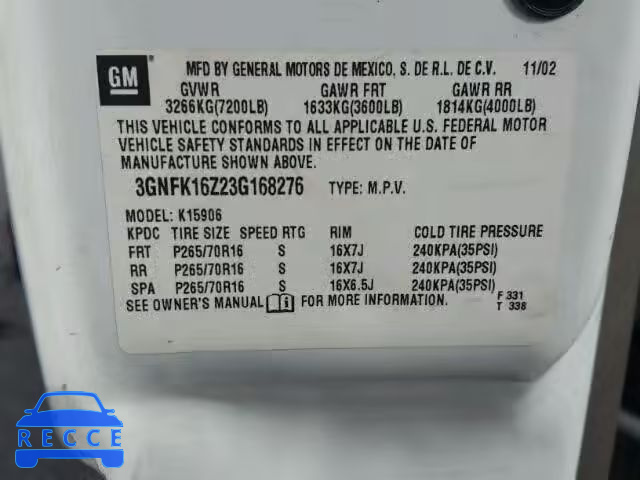 GM
MFD BY GENERAL MOTORS DE MEXICO, S. DE R.L. DE C.V. 11/02
GVWR GAWR FRT GAWR RR
3266KG(7200LB) 1633KG(3600LB) 1814KG(4000LB)
THIS VEHICLE CONFORMS TO ALL APPLICABLE U.S. FEDERAL MOTOR
VEHICLE SAFETY STANDARDS IN EFFECT ON THE DATE OF
MANUFACTURE SHOWN ABOVE.
3GNFK16Z23G168276 TYPE: M.P.V.
MODEL: K15906
KPDC TIRE SIZE SPEED RTG RIM COLD TIRE PRESSURE
FRT P265/70R16 S 16X7J 240KPA(35PSI)
RR P265/70R16 S 16X7J 240KPA(35PSI)
SPA P265/70R16 S 16X6.5J 240KPA(35PSI)
SEE OWNER'S MANUAL FOR MORE INFORMATION. F 331
T 338
RECCE